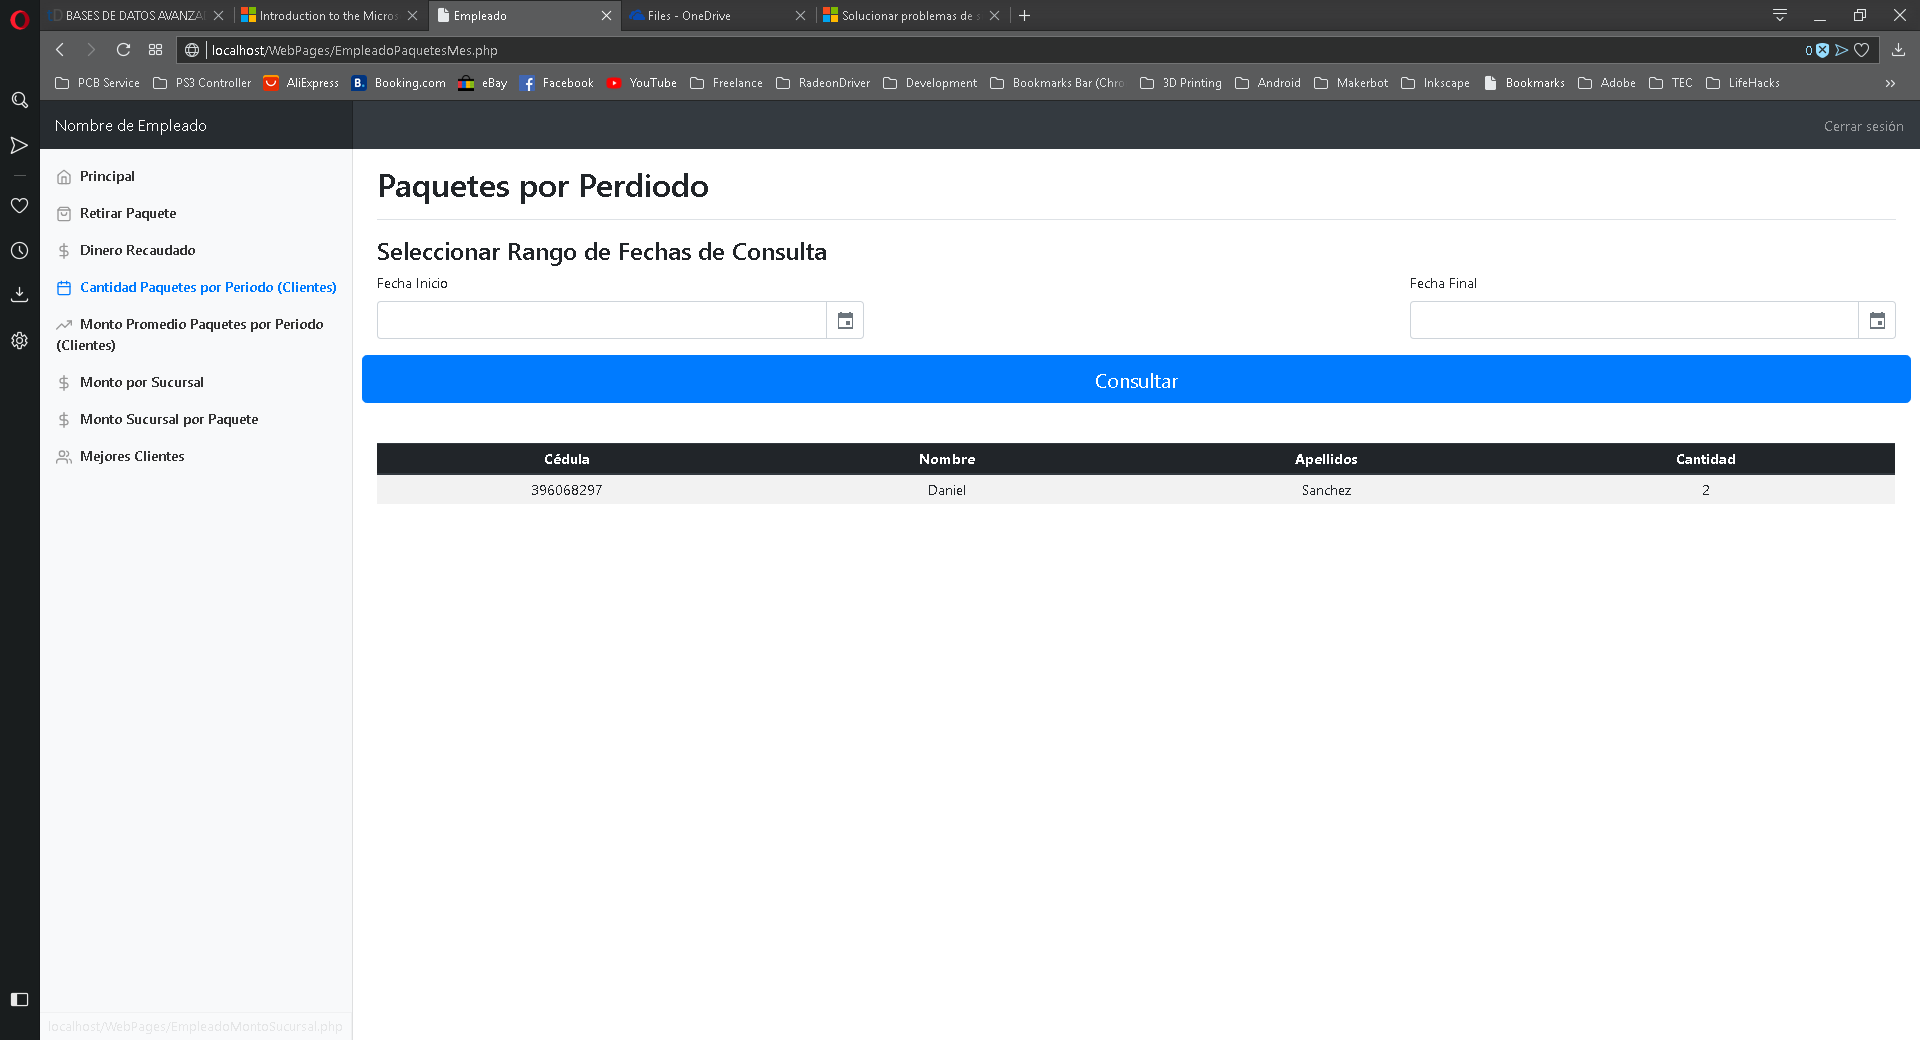 BASES DE DATOS AVANZA
Introduction to the Micros
Empleado
Files - OneDrive
Solucionar problemas de s
localhost/WebPages/EmpleadoPaquetesMes.php
0
PCB Service
PS3 Controller
AliExpress
B.
Booking.com
eBay
Facebook
YouTube
Freelance
RadeonDriver
Development
Bookmarks Bar (Chro
3D Printing
Android
Makerbot
Inkscape
Bookmarks
Adobe
TEC
LifeHacks
Nombre de Empleado
Cerrar sesión
Principal
Retirar Paquete
Dinero Recaudado
Cantidad Paquetes por Periodo (Clientes)
Monto Promedio Paquetes por Periodo
(Clientes)
Monto por Sucursal
Monto Sucursal por Paquete
Mejores Clientes
Paquetes por Perdiodo
Seleccionar Rango de Fechas de Consulta
Fecha Inicio
Fecha Final
Consultar
Cédula Nombre Apellidos Cantidad
396068297 Daniel Sanchez 2
localhost/WebPages/EmpleadoMontoSucursal.php